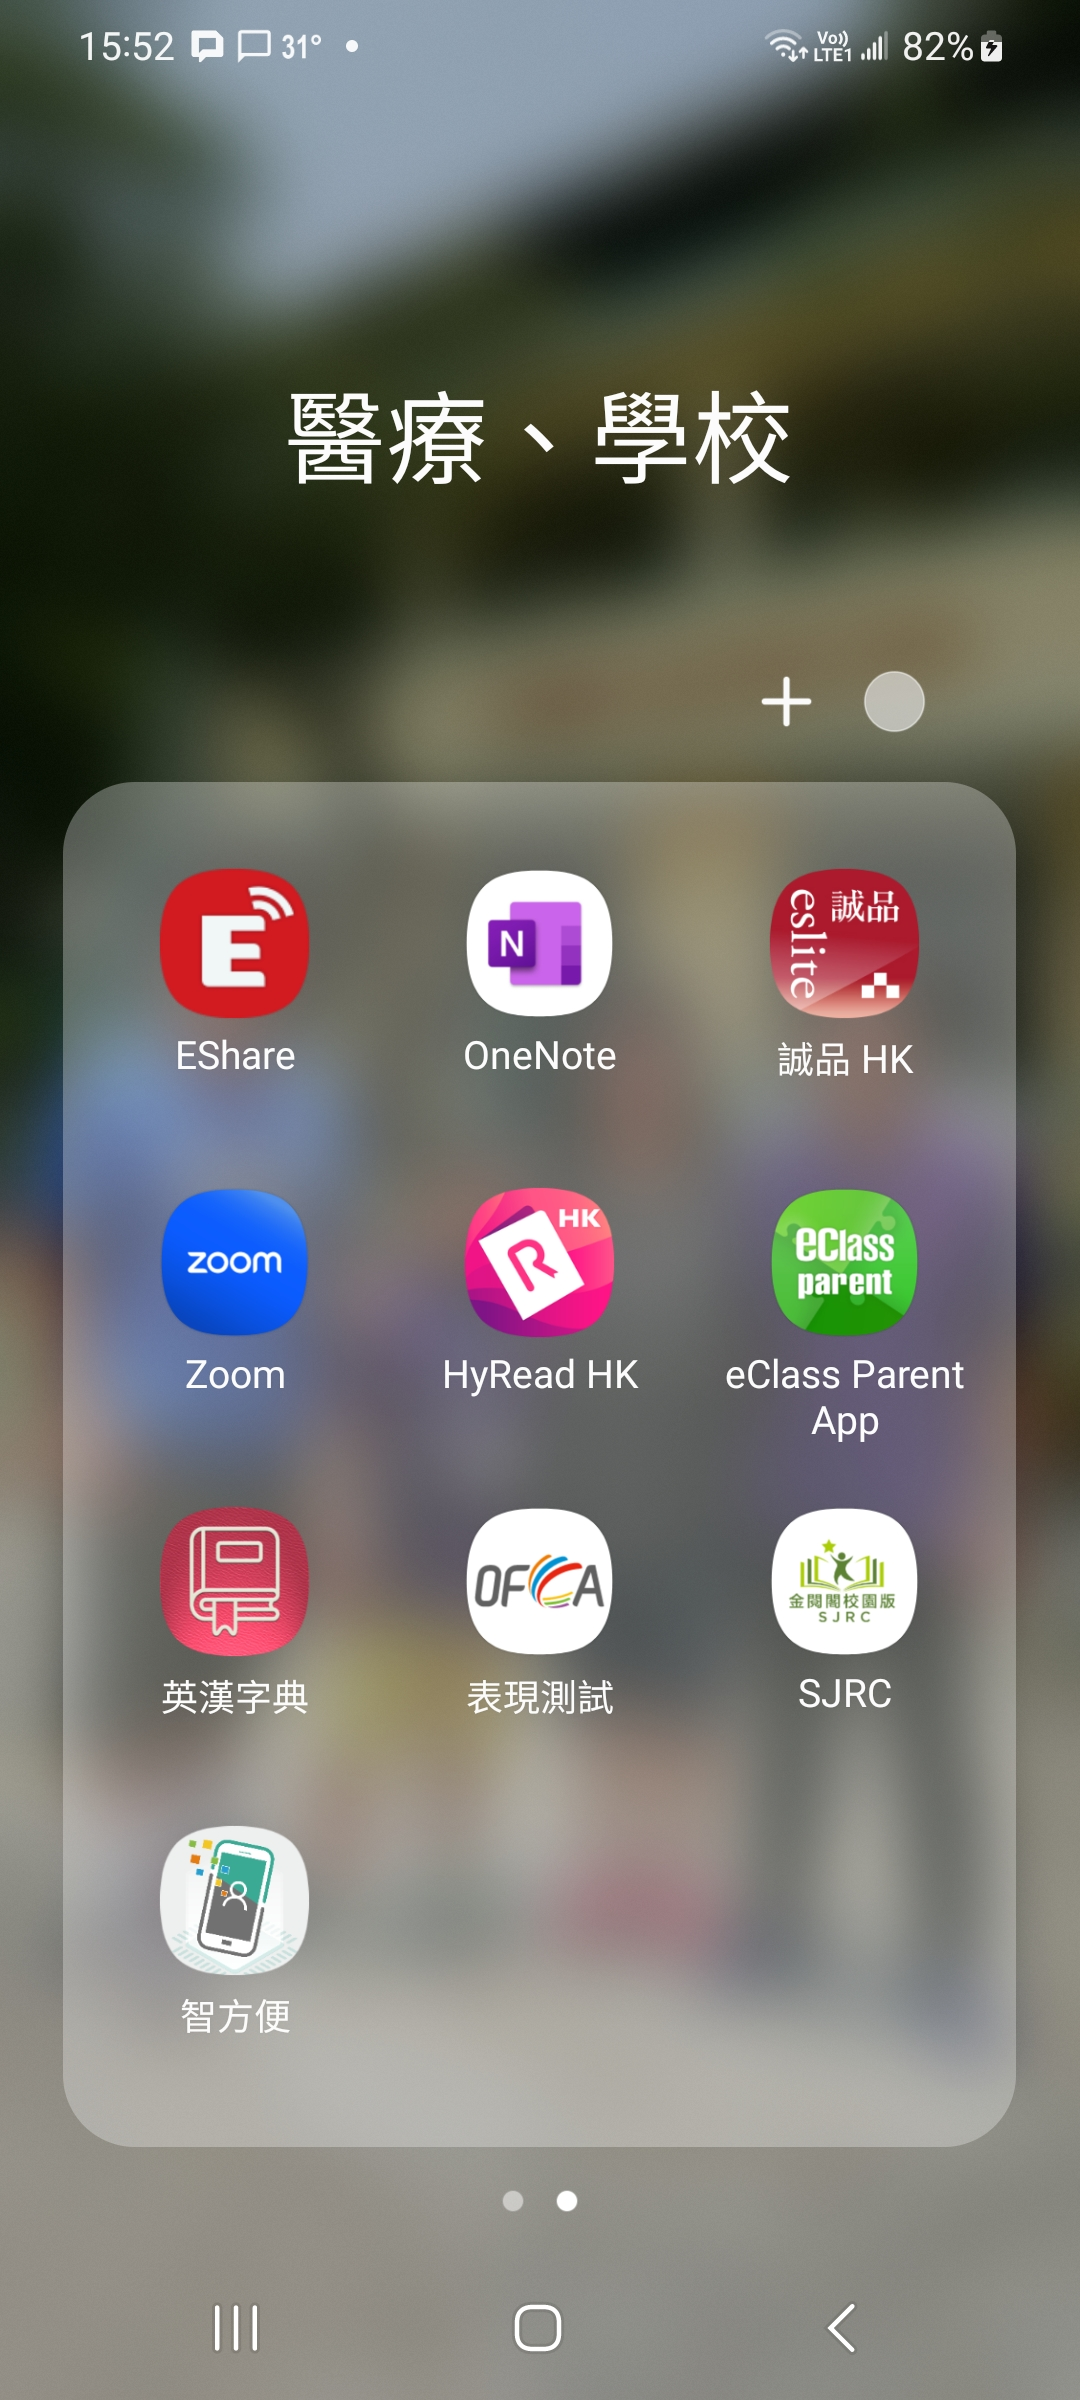 15:52 31° Vo)) LTE1 82%
醫療、學校
E
N
誠品
eslite
EShare
OneNote
誠品 HK
zoom
HK
R
eClass
parent
Zoom
HyRead HK
eClass Parent
App
OFCA
金閱閣校園版
SJRC
英漢字典
表現測試
SJRC
智方便